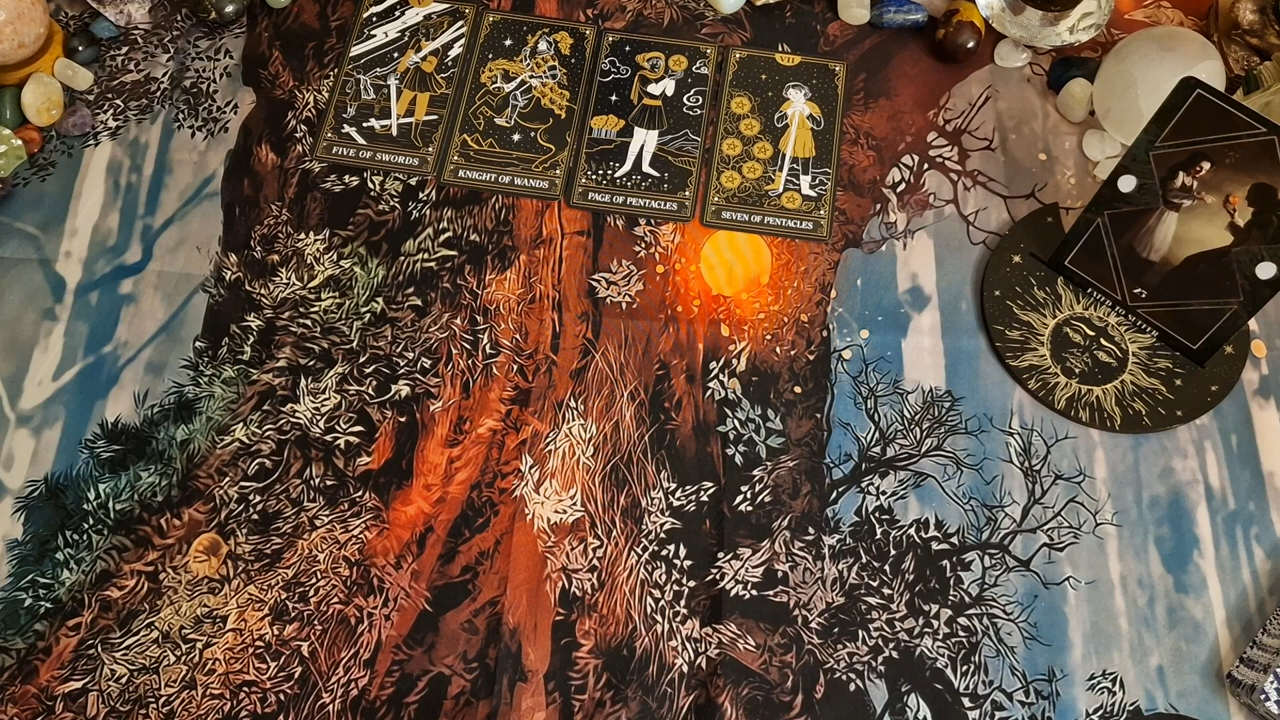 FIVE OF SWORDS
KNIGHT OF WANDS
PAGE OF PENTACLES
VII
SEVEN OF PENTACLES